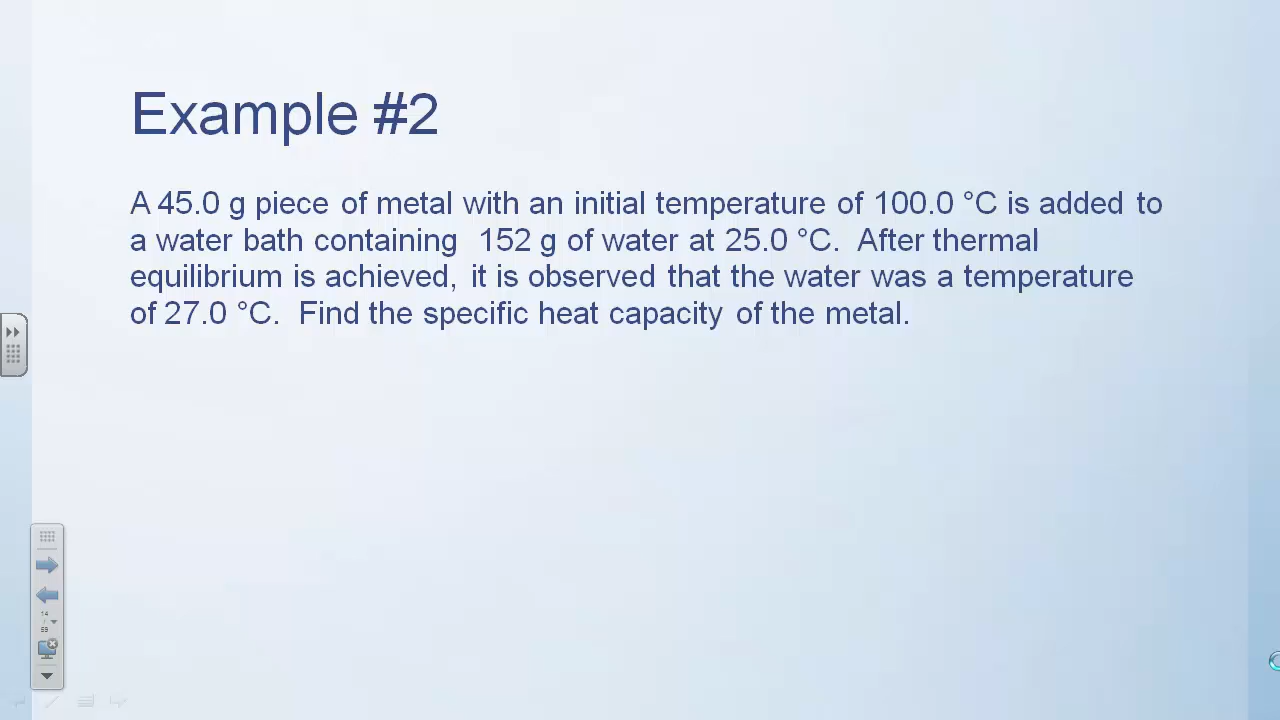 Example #2
A 45.0 g piece of metal with an initial temperature of 100.0 °C is added to
a water bath containing  152 g of water at 25.0 °C.  After thermal
equilibrium is achieved, it is observed that the water was a temperature
of 27.0 °C.  Find the specific heat capacity of the metal.
14
/
59